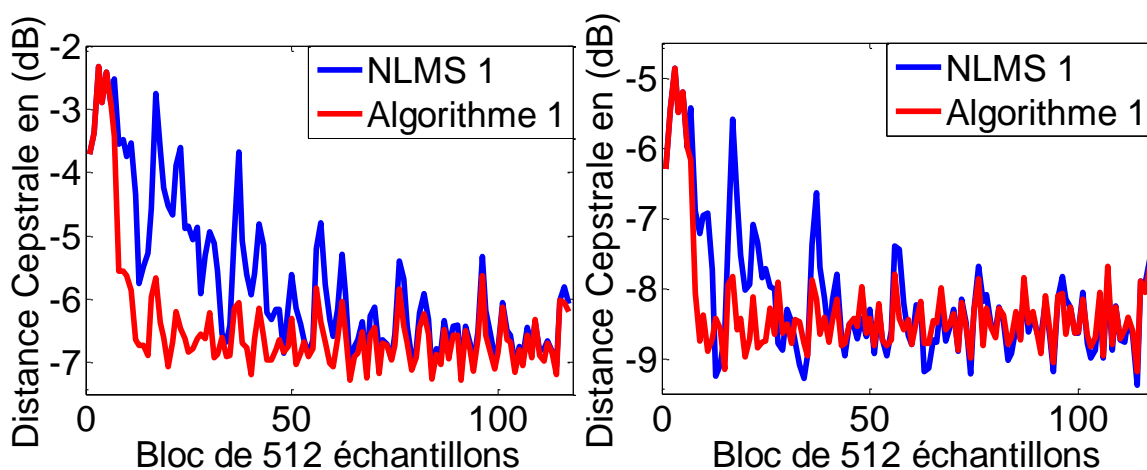 Distance Cepstrale en (dB)
-2
-3
-4
-5
-6
-7
0
50
100
Bloc de 512 échantillons
NLMS 1
Algorithme 1
Distance Cepstrale en (dB)
-5
-6
-7
-8
-9
0
50
100
Bloc de 512 échantillons
NLMS 1
Algorithme 1